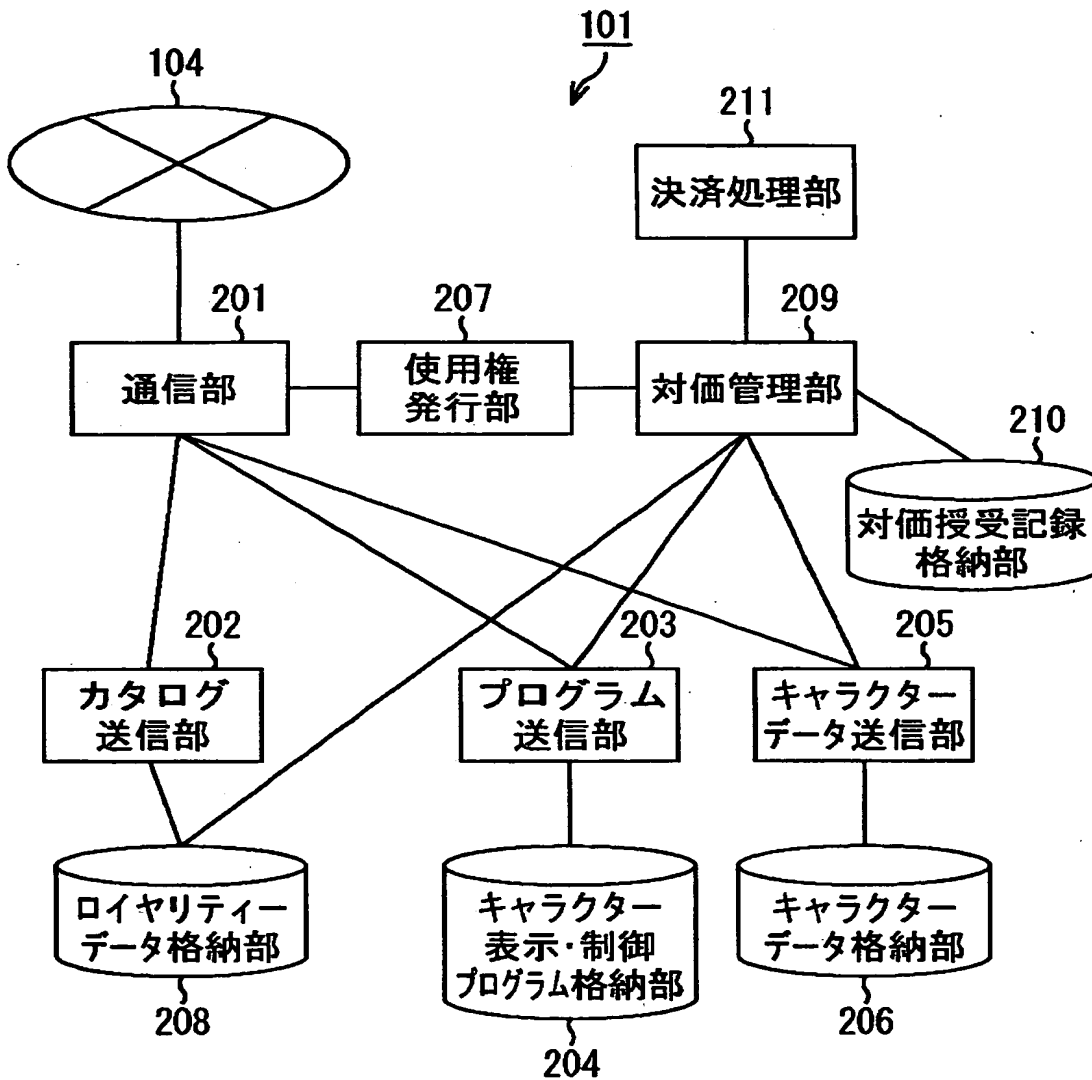 101
104
211
決済処理部
201
207
209
通信部
使用権
発行部
対価管理部
210
対価授受記録
格納部
202
203
205
カタログ
送信部
プログラム
送信部
キャラクター
データ送信部
ロイヤリティー
データ格納部
キャラクター
表示・制御
プログラム格納部
キャラクター
データ格納部
208
204
206